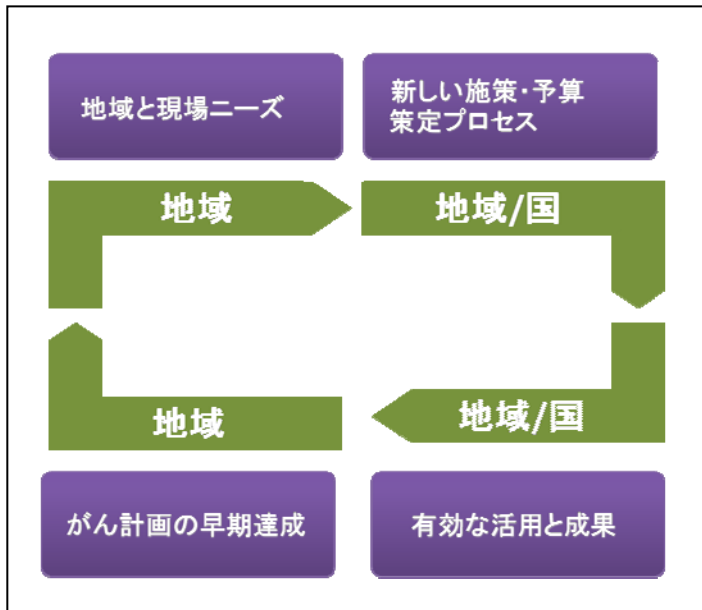 地域と現場ニーズ
新しい施策・予算
策定プロセス
地域
地域/国
地域
地域/国
がん計画の早期達成
有効な活用と成果